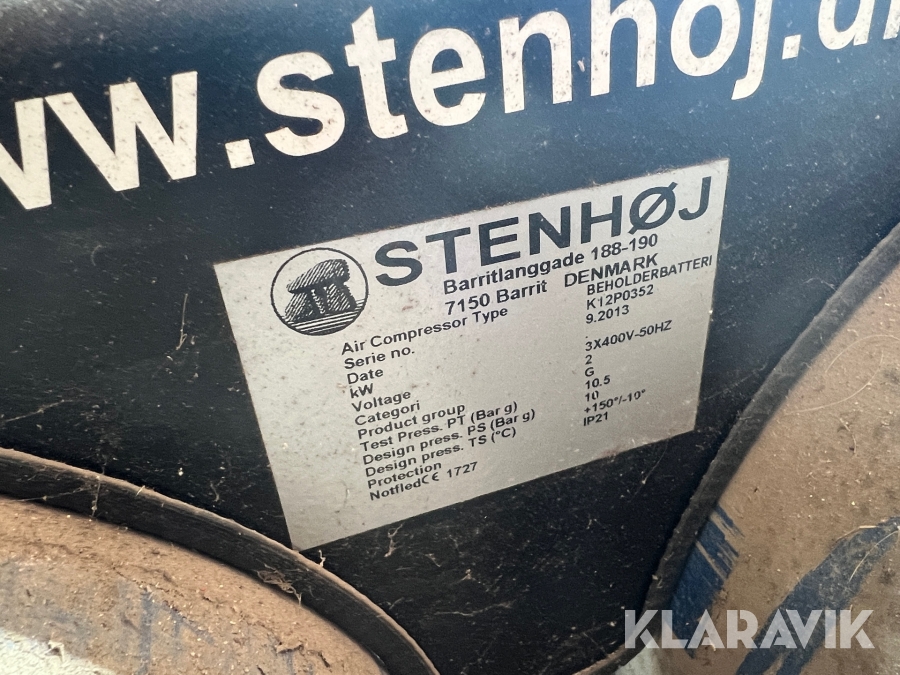 www.stenhoj.d
STENHØJ
Barritlanggade 188-190
7150 Barrit DENMARK
Air Compressor Type BEHOLDERBATTERI
Serie no. K12P0352
Date 9.2013
kW .
Voltage 3X400V-50HZ
Categori 2
Product group G
Test Press. PT (Bar g) 10.5
Design press. PS (Bar g) 10
Design press. TS (°C) +150°/-10°
Protection IP21
Notfled CE 1727
KLARAVIK